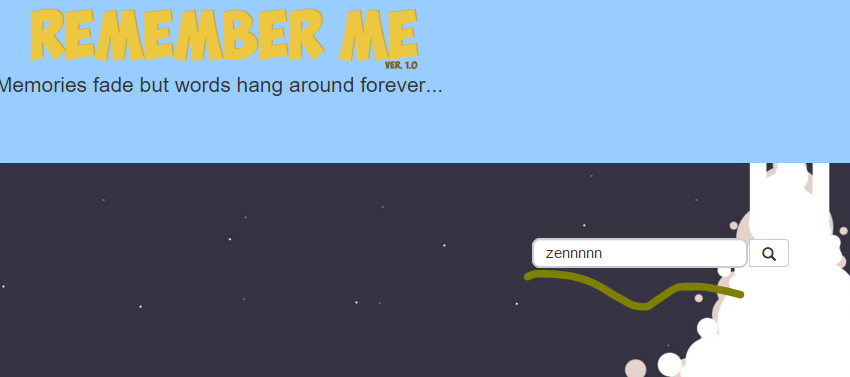 REMEMBER ME
VER. 1.0
Memories fade but words hang around forever...
zennnnn